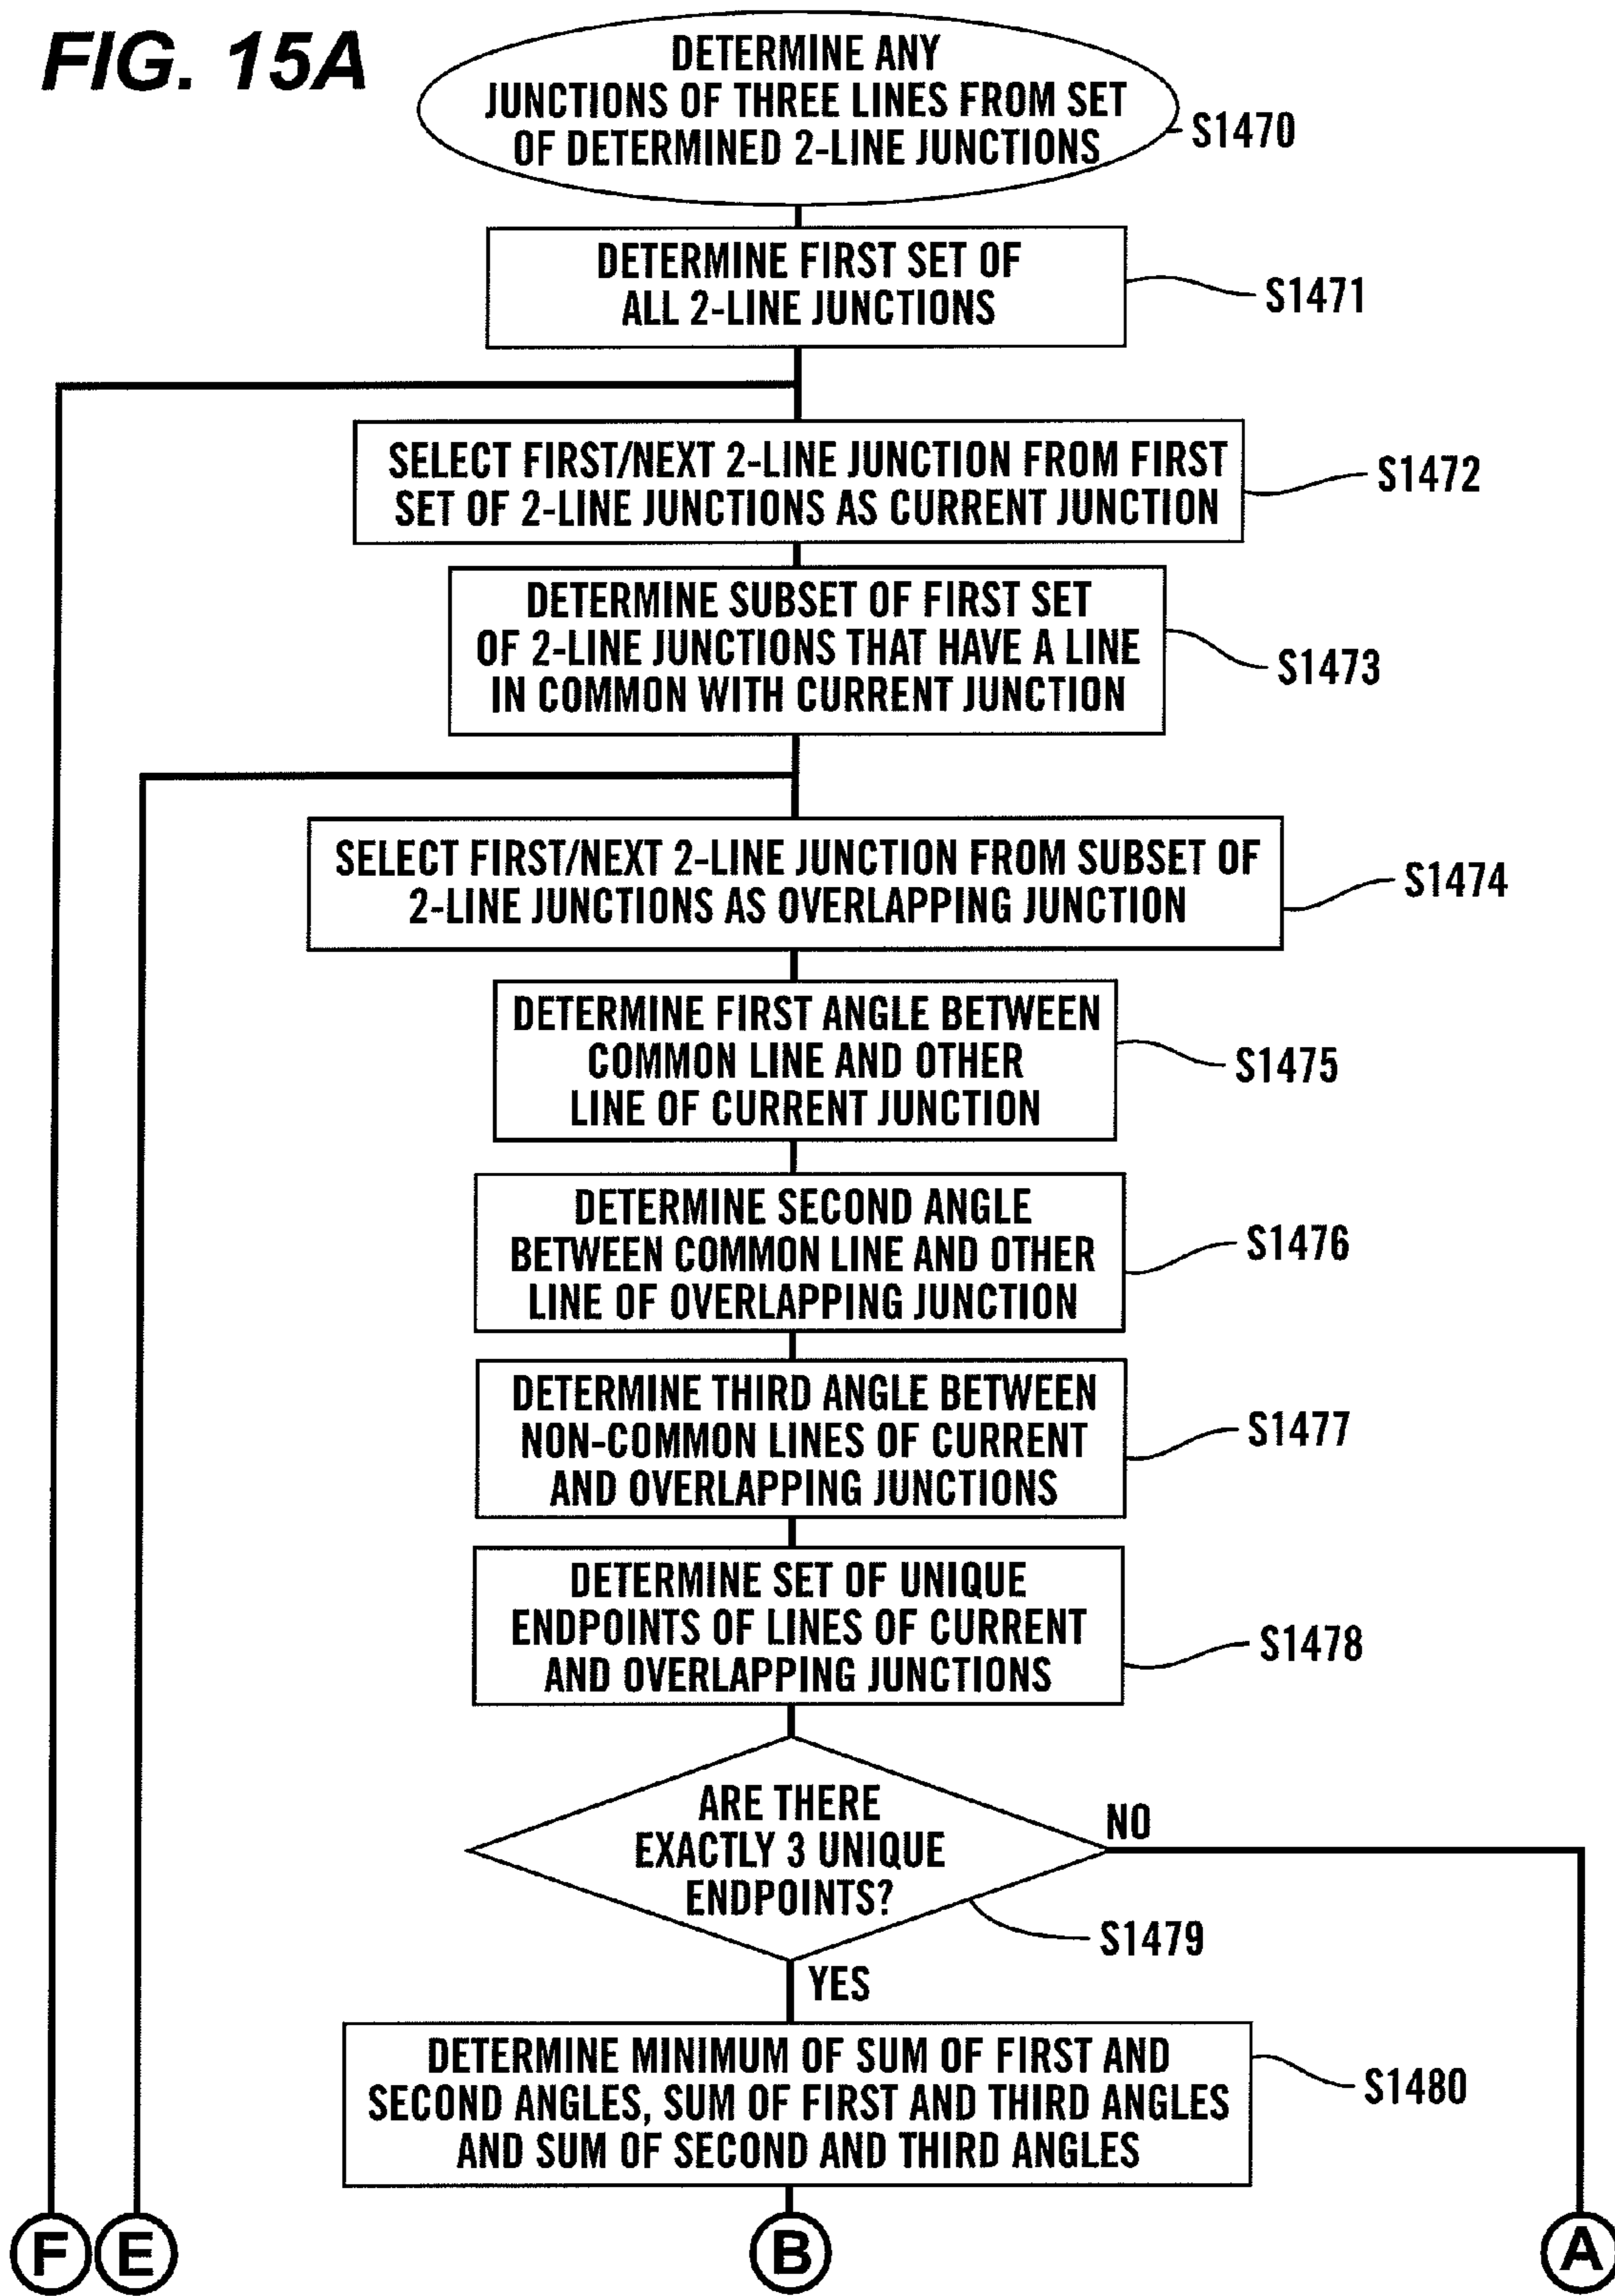 FIG. 15A
DETERMINE ANY
JUNCTIONS OF THREE LINES FROM SET
OF DETERMINED 2-LINE JUNCTIONS
S1470
DETERMINE FIRST SET OF
ALL 2-LINE JUNCTIONS
S1471
SELECT FIRST/NEXT 2-LINE JUNCTION FROM FIRST
SET OF 2-LINE JUNCTIONS AS CURRENT JUNCTION
S1472
DETERMINE SUBSET OF FIRST SET
OF 2-LINE JUNCTIONS THAT HAVE A LINE
IN COMMON WITH CURRENT JUNCTION
S1473
SELECT FIRST/NEXT 2-LINE JUNCTION FROM SUBSET OF
2-LINE JUNCTIONS AS OVERLAPPING JUNCTION
S1474
DETERMINE FIRST ANGLE BETWEEN
COMMON LINE AND OTHER
LINE OF CURRENT JUNCTION
S1475
DETERMINE SECOND ANGLE
BETWEEN COMMON LINE AND OTHER
LINE OF OVERLAPPING JUNCTION
S1476
DETERMINE THIRD ANGLE BETWEEN
NON-COMMON LINES OF CURRENT
AND OVERLAPPING JUNCTIONS
S1477
DETERMINE SET OF UNIQUE
ENDPOINTS OF LINES OF CURRENT
AND OVERLAPPING JUNCTIONS
S1478
ARE THERE
EXACTLY 3 UNIQUE
ENDPOINTS?
NO
S1479
YES
DETERMINE MINIMUM OF SUM OF FIRST AND
SECOND ANGLES, SUM OF FIRST AND THIRD ANGLES
AND SUM OF SECOND AND THIRD ANGLES
S1480
F
E
B
A